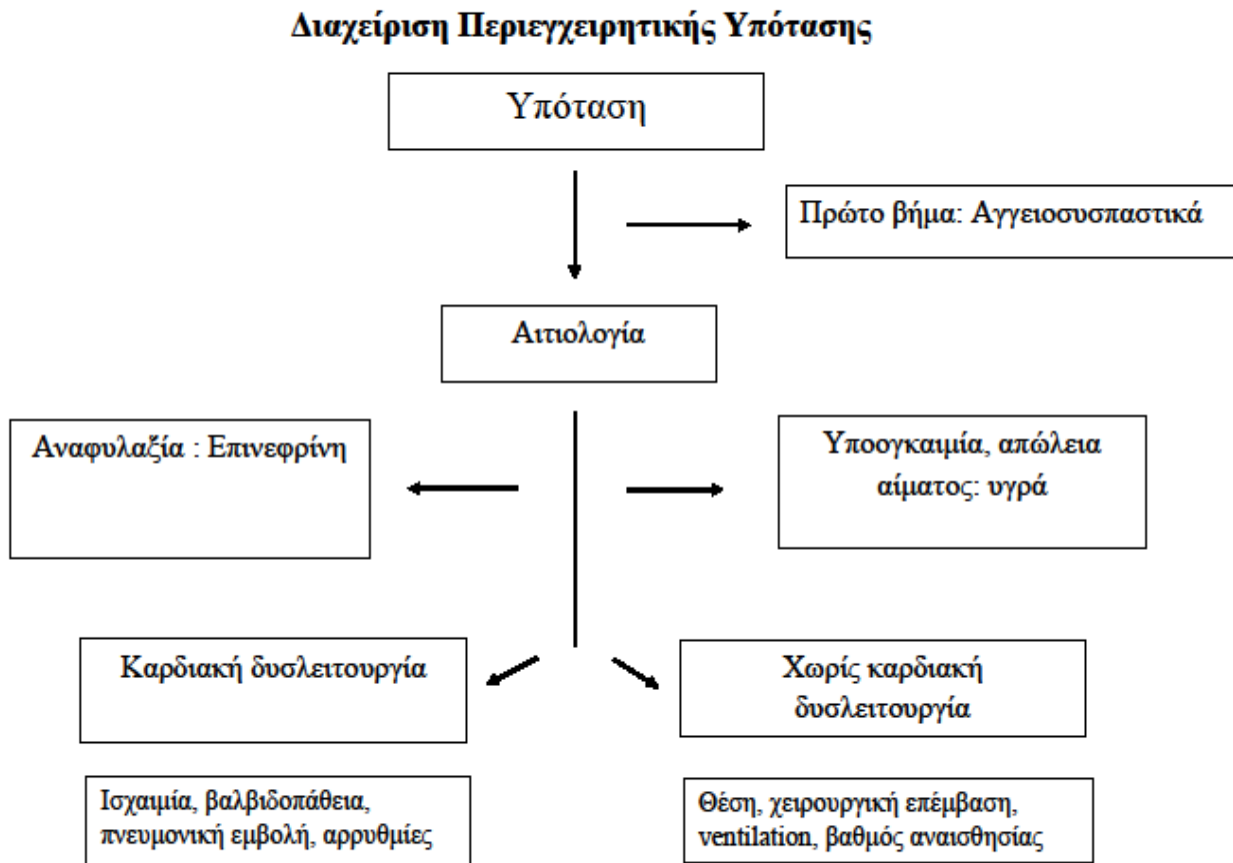 Διαχείριση Περιεγχειρητικής Υπότασης
Υπόταση
Πρώτο βήμα: Αγγειοσυσπαστικά
Αιτιολογία
Αναφυλαξία : Επινεφρίνη
Υποογκαιμία, απώλεια
αίματος: υγρά
Καρδιακή δυσλειτουργία
Χωρίς καρδιακή
δυσλειτουργία
Ισχαιμία, βαλβιδοπάθεια,
πνευμονική εμβολή, αρρυθμίες
Θέση, χειρουργική επέμβαση,
ventilation, βαθμός αναισθησίας